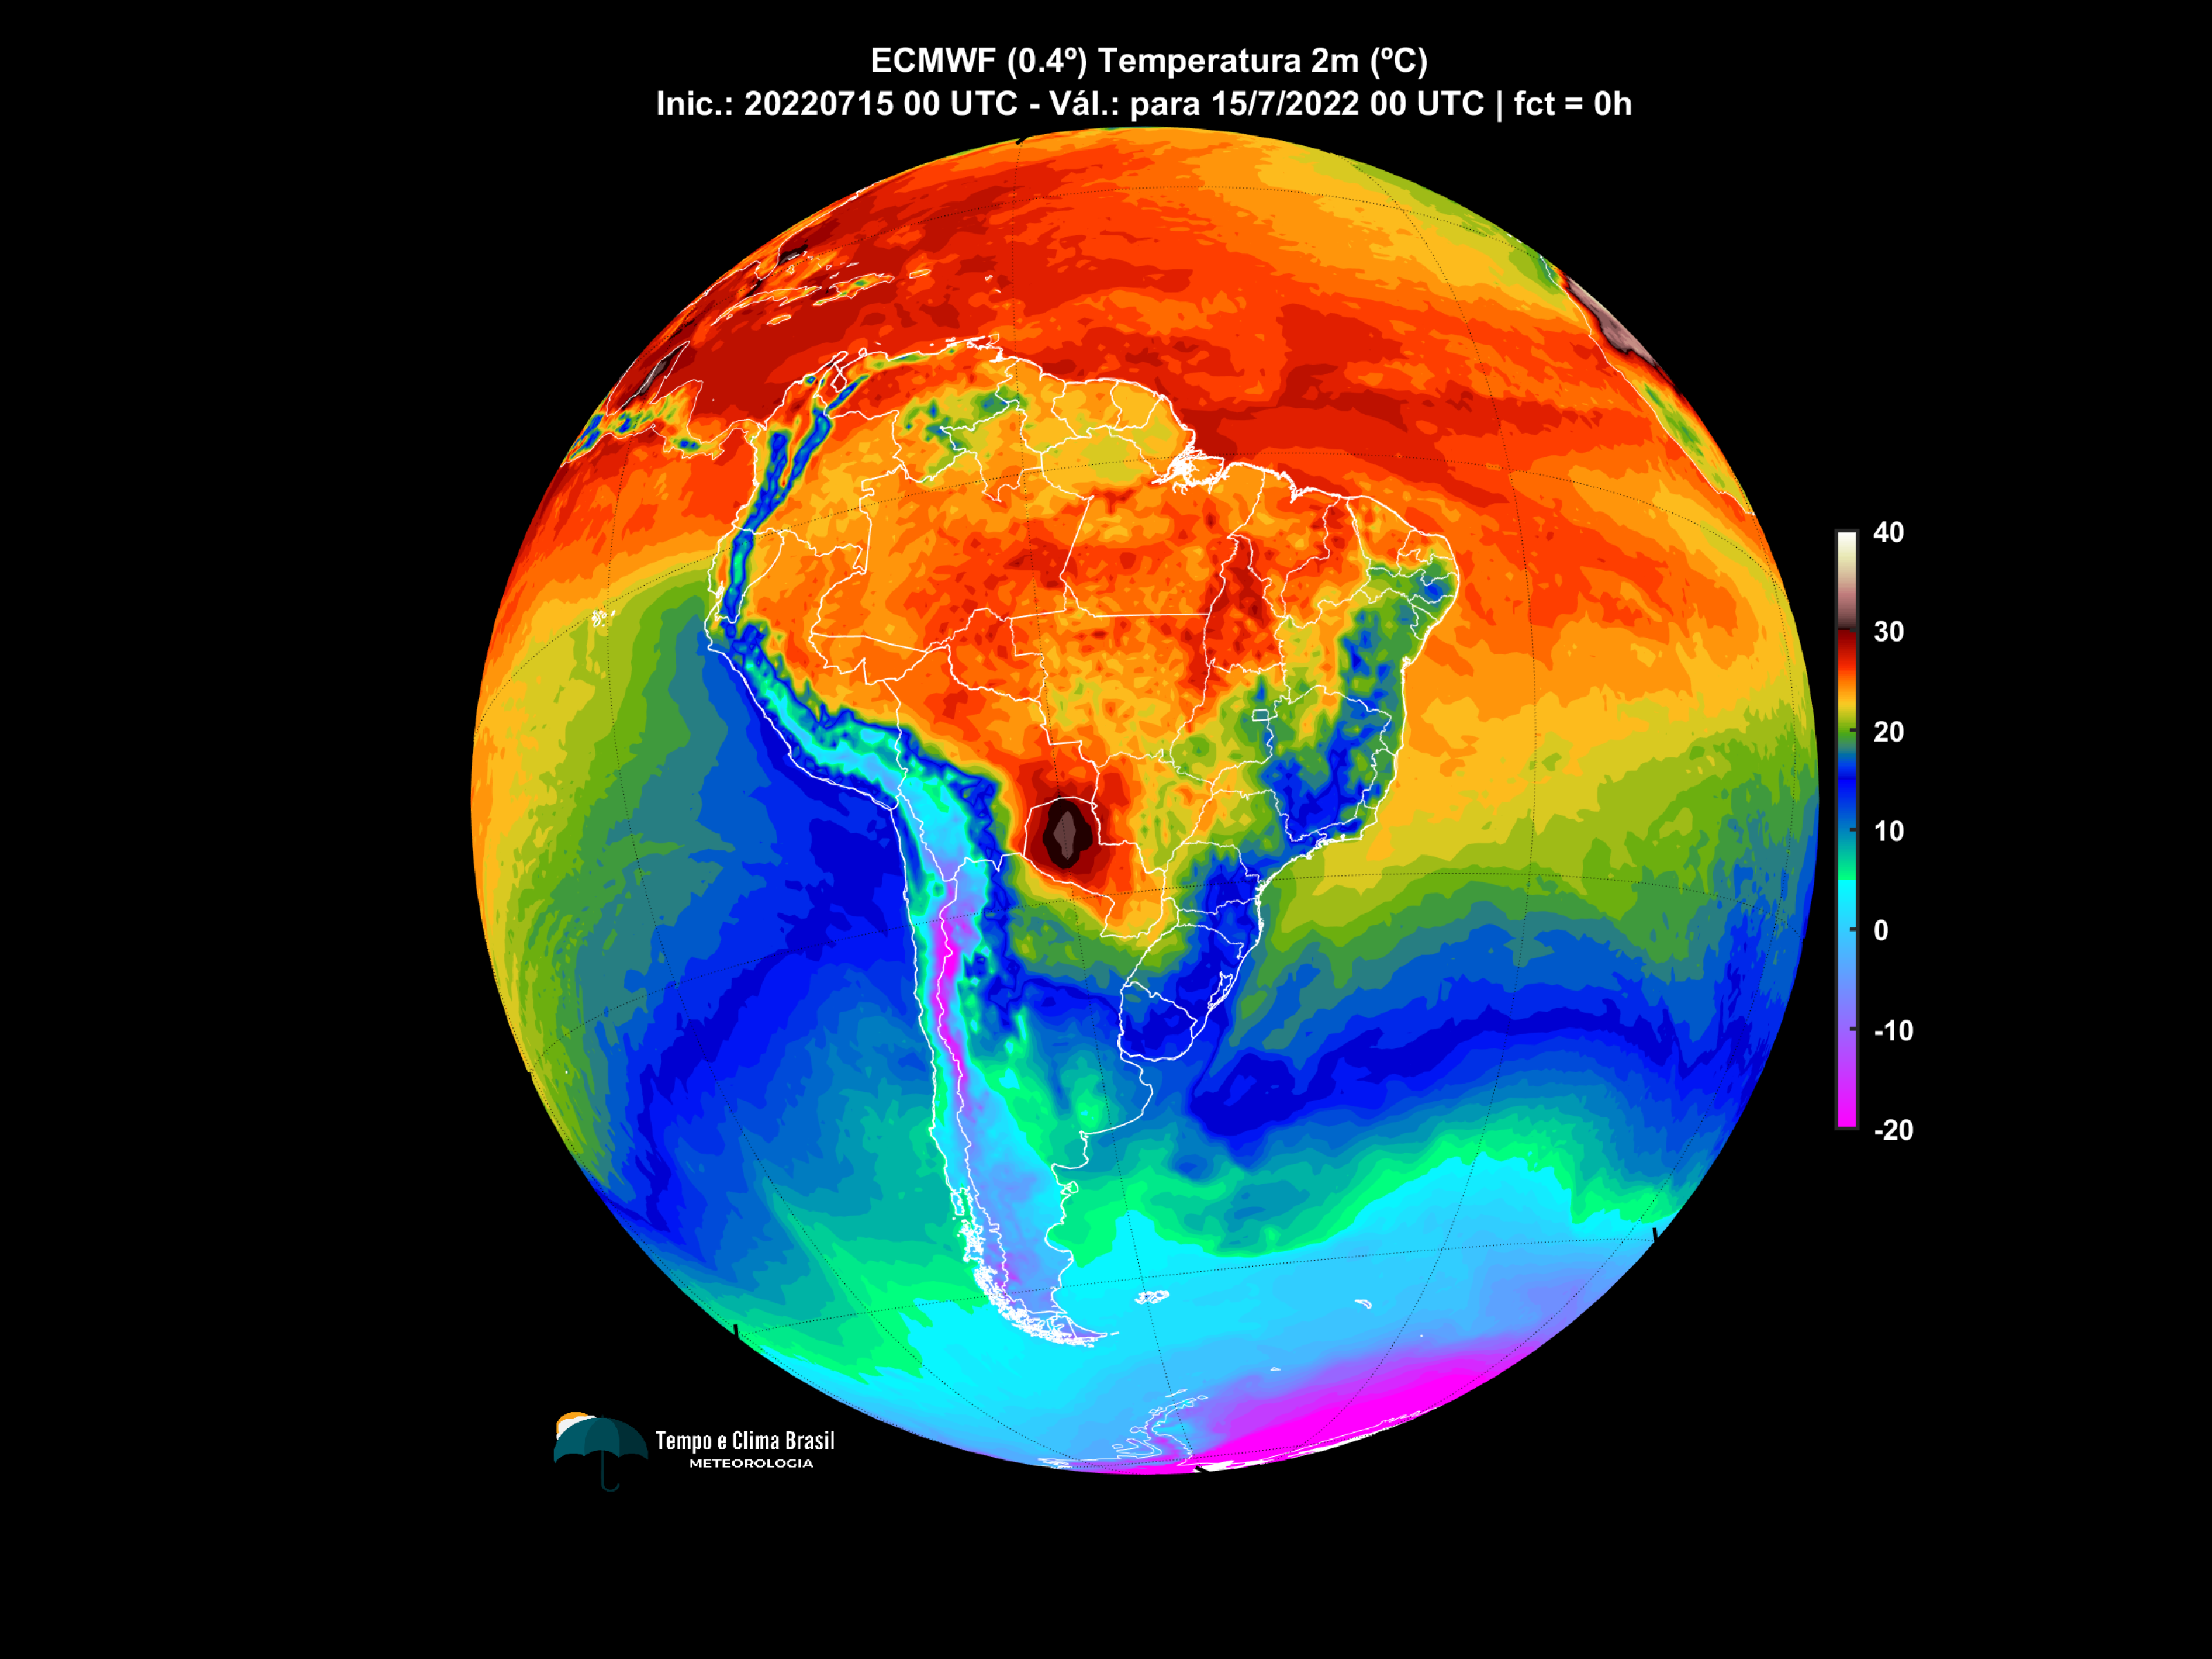 ECMWF (0.4º) Temperatura 2m (ºC)
Inic.: 20220715 00 UTC - Vál.: para 15/7/2022 00 UTC | fct = 0h
40
30
20
10
0
-10
-20
Tempo e Clima Brasil
METEOROLOGIA